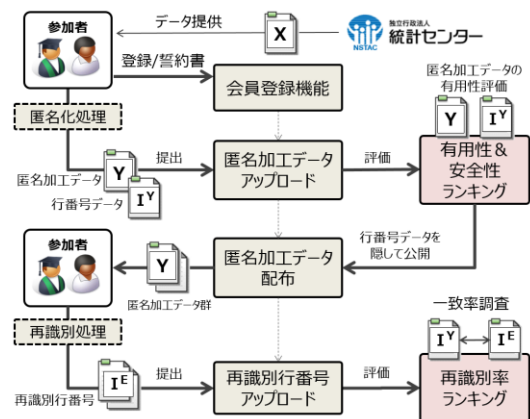 参加者
データ提供
X
独立行政法人
統計センター
NSTAC
登録/誓約書
会員登録機能
匿名加工データの
有用性評価
Y
I^Y
匿名化処理
提出
匿名加工データ
アップロード
評価
有用性&
安全性
ランキング
匿名加工データ
Y
行番号データ
I^Y
参加者
Y
匿名加工データ
配布
行番号データを
隠して公開
匿名加工データ群
一致率調査
I^Y
I^E
再識別処理
I^E
提出
再識別行番号
アップロード
評価
再識別率
ランキング
再識別行番号